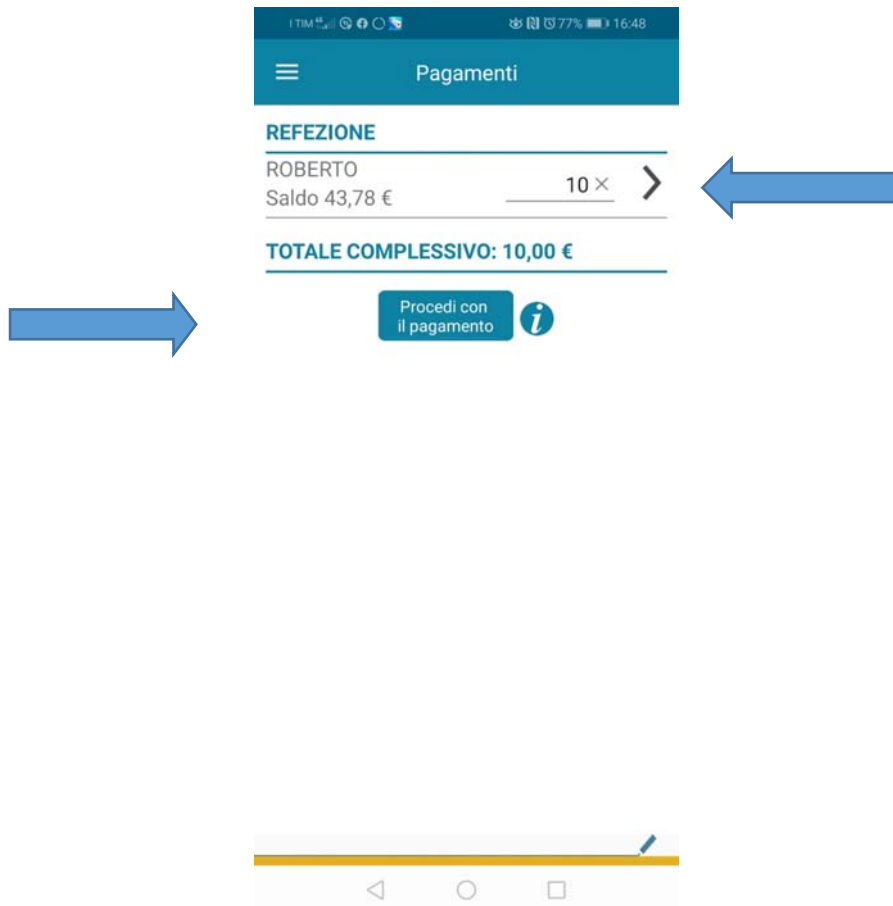 I TIM 77% 16:48
Pagamenti
REFEZIONE
ROBERTO
Saldo 43,78 €
10 ×
TOTALE COMPLESSIVO: 10,00 €
Procedi con
il pagamento
i